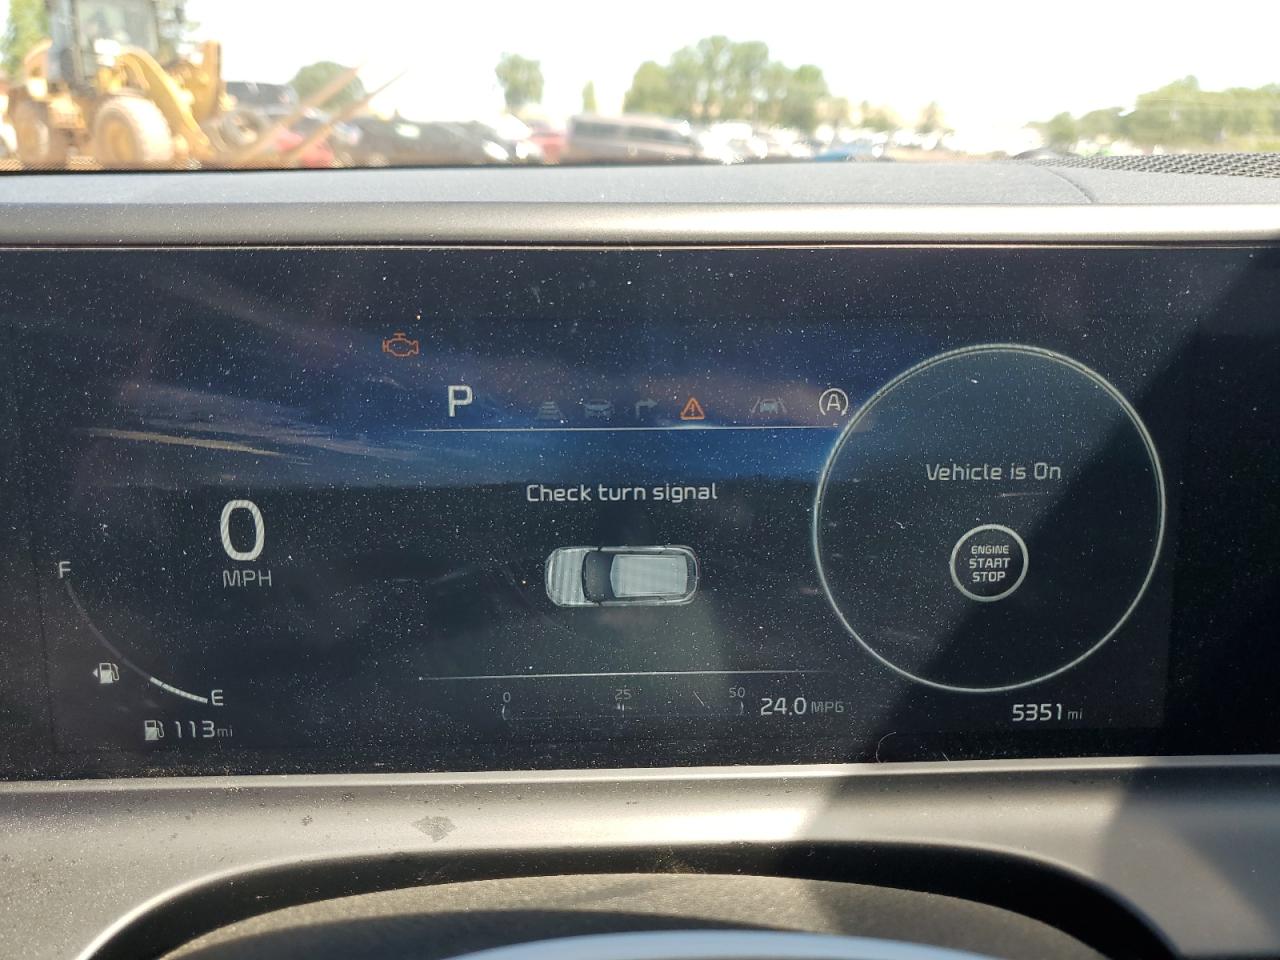 P
A
Check turn signal
Vehicle is On
ENGINE
START
STOP
0
MPH
F
E
113mi
0 25 50
24.0 MPG
5351 mi